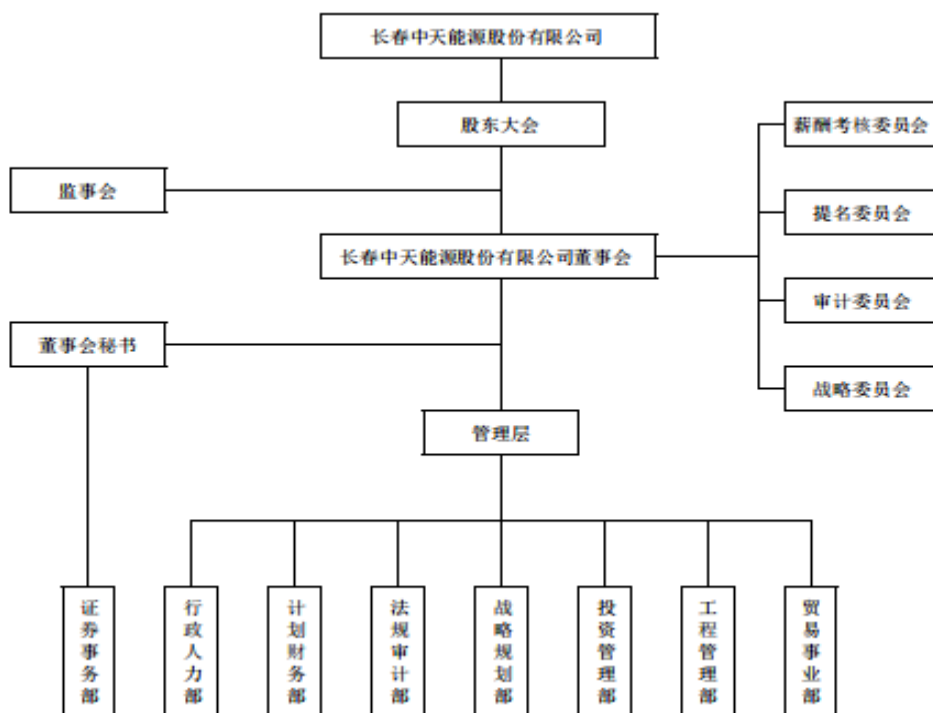 长春中天能源股份有限公司
股东大会
薪酬考核委员会
监事会
提名委员会
长春中天能源股份有限公司董事会
审计委员会
董事会秘书
战略委员会
管理层
证券事务部
行政人力部
计划财务部
法规审计部
战略规划部
投资管理部
工程管理部
贸易事业部